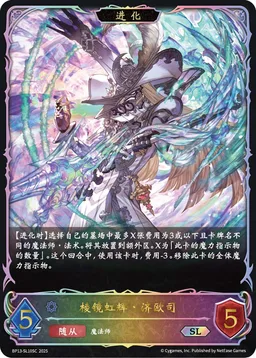 进化
【进化时】选择自己的墓场中最多X张费用为3或以下且卡牌名不
同的魔法师·法术。将其放置到额外区。X为「此卡的魔力指示物
的数量」。这个回合中，使用该卡时，费用-3。移除此卡的全体魔
力指示物。
棱镜虹辉·济欧司
5
5
随从
魔法师
SL
BP13-SL10SC 2025
© Cygames, Inc. Published by NetEase Games